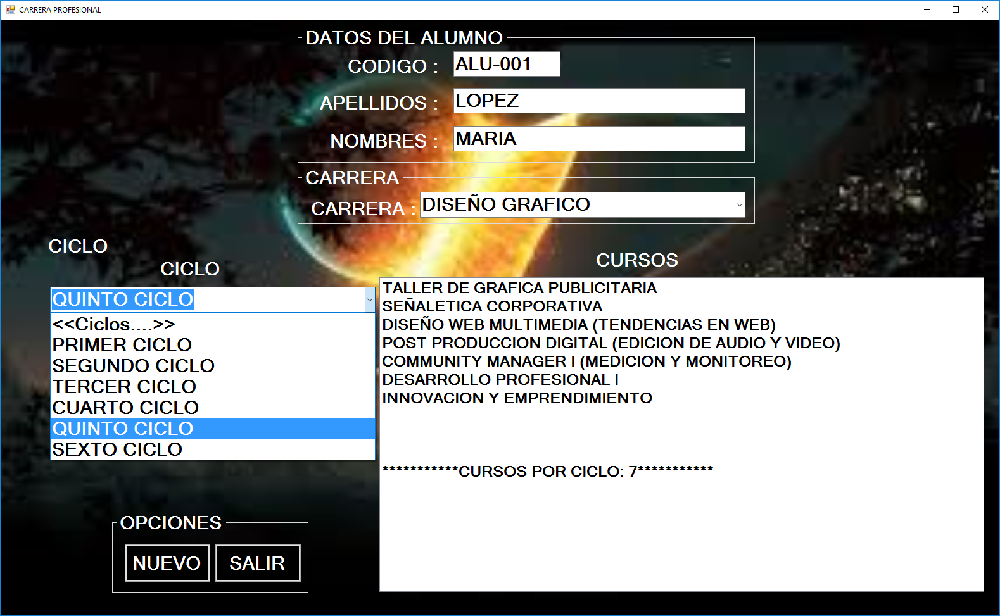 CARRERA PROFESIONAL
DATOS DEL ALUMNO
CODIGO : ALU-001
APELLIDOS : LOPEZ
NOMBRES : MARIA
CARRERA
CARRERA : DISEÑO GRAFICO
CICLO
CICLO
QUINTO CICLO
<<Ciclos....>>
PRIMER CICLO
SEGUNDO CICLO
TERCER CICLO
CUARTO CICLO
QUINTO CICLO
SEXTO CICLO
CURSOS
TALLER DE GRAFICA PUBLICITARIA
SEÑALETICA CORPORATIVA
DISEÑO WEB MULTIMEDIA (TENDENCIAS EN WEB)
POST PRODUCCION DIGITAL (EDICION DE AUDIO Y VIDEO)
COMMUNITY MANAGER I (MEDICION Y MONITOREO)
DESARROLLO PROFESIONAL I
INNOVACION Y EMPRENDIMIENTO
***********CURSOS POR CICLO: 7***********
OPCIONES
NUEVO SALIR